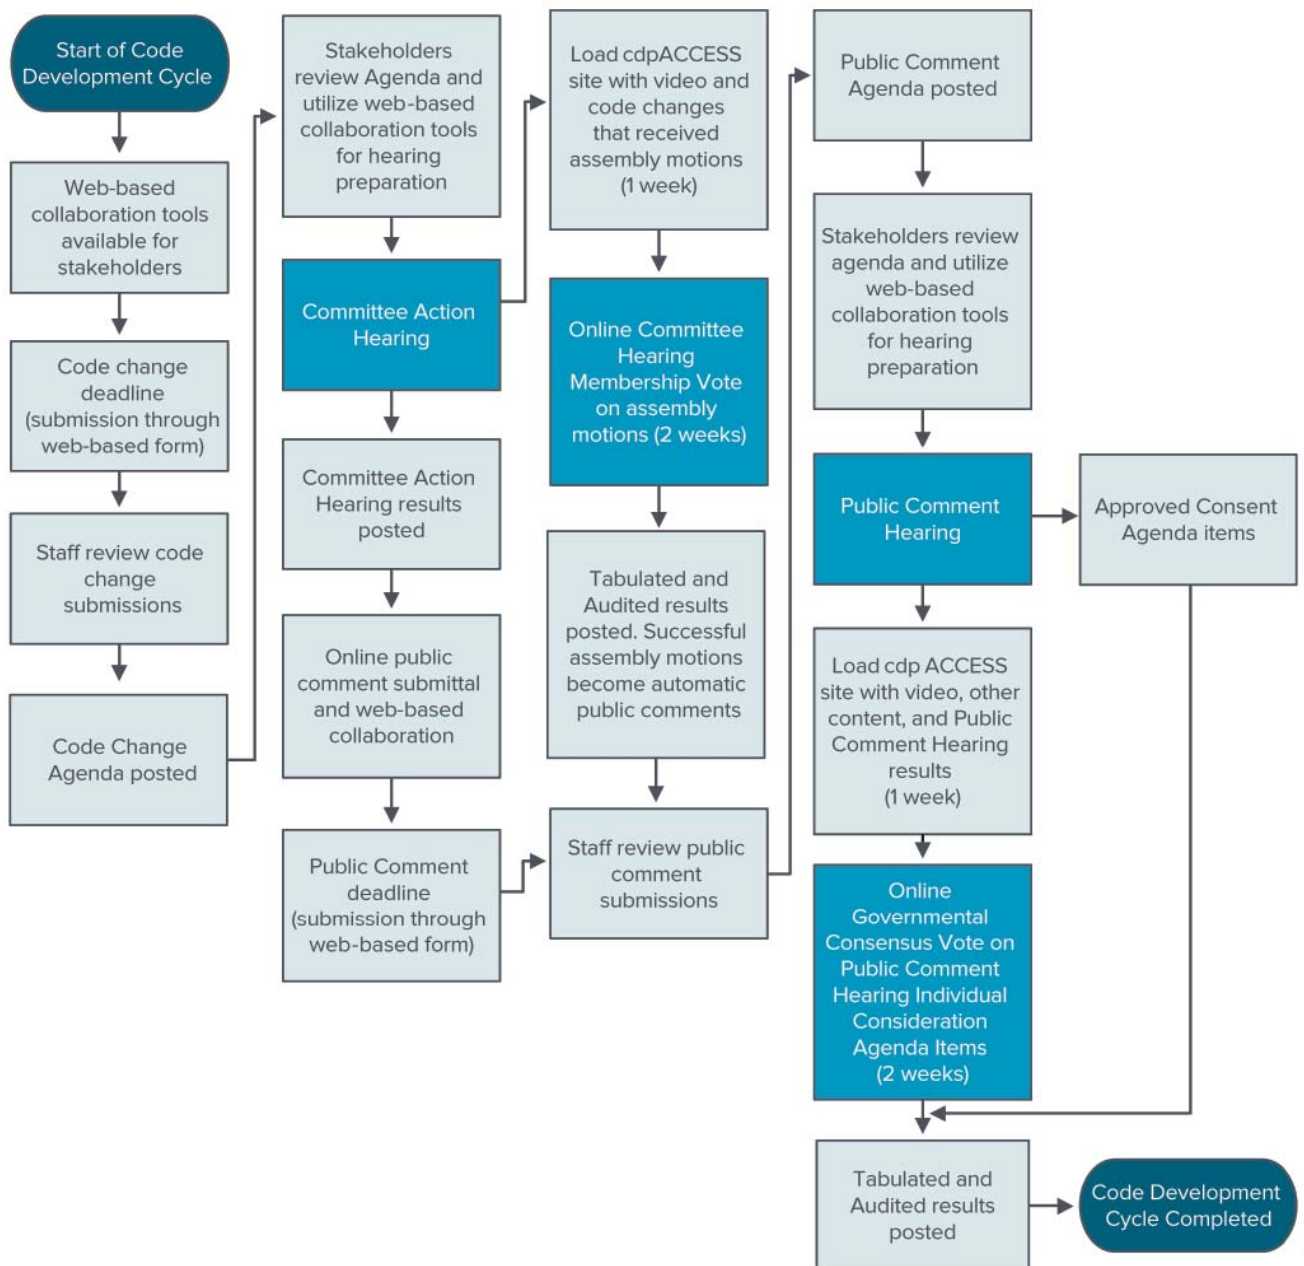 Start of Code
Development Cycle
Web-based
collaboration tools
available for
stakeholders
Code change
deadline
(submission through
web-based form)
Staff review code
change
submissions
Code Change
Agenda posted
Stakeholders
review Agenda and
utilize web-based
collaboration tools
for hearing
preparation
Committee Action
Hearing
Committee Action
Hearing results
posted
Online public
comment submittal
and web-based
collaboration
Public Comment
deadline
(submission through
web-based form)
Load cdpACCESS
site with video and
code changes
that received
assembly motions
(1 week)
Online Committee
Hearing
Membership Vote
on assembly
motions (2 weeks)
Tabulated and
Audited results
posted. Successful
assembly motions
become automatic
public comments
Staff review public
comment
submissions
Public Comment
Agenda posted
Stakeholders review
agenda and utilize
web-based
collaboration tools
for hearing
preparation
Public Comment
Hearing
Approved Consent
Agenda items
Load cdp ACCESS
site with video, other
content, and Public
Comment Hearing
results
(1 week)
Online
Governmental
Consensus Vote on
Public Comment
Hearing Individual
Consideration
Agenda Items
(2 weeks)
Tabulated and
Audited results
posted
Code Development
Cycle Completed